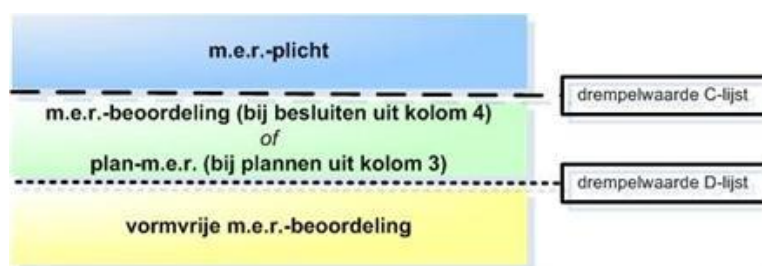 m.e.r.-plicht
drempelwaarde C-lijst
m.e.r.-beoordeling (bij besluiten uit kolom 4)
of
plan-m.e.r. (bij plannen uit kolom 3)
drempelwaarde D-lijst
vormvrije m.e.r.-beoordeling